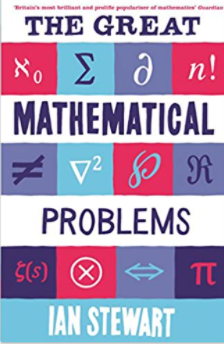 'Britain's most brilliant and prolific populariser of mathematics' Guardian
THE GREAT
ℵ₀ Σ ∂ n!
MATHEMATICAL
≠ ∇² ℘ ℜ
PROBLEMS
ζ(s) ⊗ ⇔ π
IAN STEWART